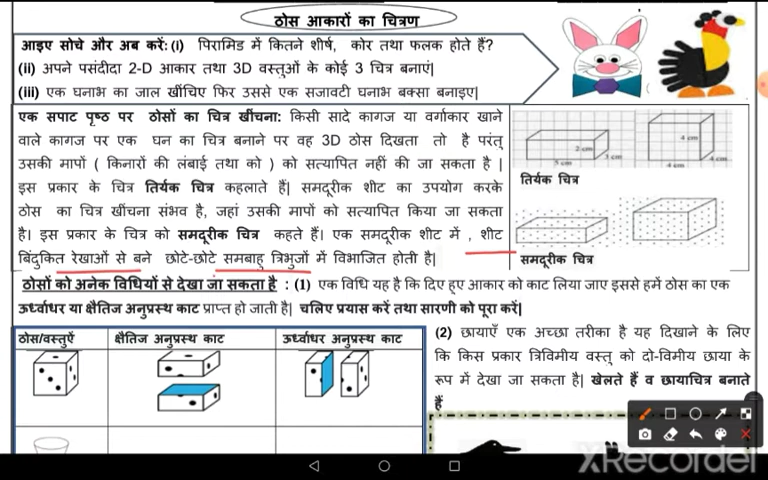 ठोस आकारों का चित्रण
आइए सोचे और अब करें: (i) पिरामिड में कितने शीर्ष, कोर तथा फलक होते हैं?
(ii) अपने पसंदीदा 2-D आकार तथा 3D वस्तुओं के कोई 3 चित्र बनाएं|
(iii) एक घनाभ का जाल खींचिए फिर उससे एक सजावटी घनाभ बक्सा बनाइए|
एक सपाट पृष्ठ पर ठोसों का चित्र खींचना: किसी सादे कागज या वर्गाकार खाने
वाले कागज पर एक घन का चित्र बनाने पर वह 3D ठोस दिखता तो है परंतु
उसकी मापों ( किनारों की लंबाई तथा को ) को सत्यापित नहीं की जा सकता है |
इस प्रकार के चित्र तिर्यक चित्र कहलाते हैं| समदूरीक शीट का उपयोग करके
ठोस का चित्र खींचना संभव है, जहां उसकी मापों को सत्यापित किया जा सकता
है। इस प्रकार के चित्र को समदूरीक चित्र कहते हैं। एक समदूरीक शीट में , शीट
बिंदुकित रेखाओं से बने छोटे-छोटे समबाहु त्रिभुजों में विभाजित होती है|
2 cm
3 cm
5 cm
4 cm
4 cm
4 cm
तिर्यक चित्र
समदूरीक चित्र
ठोसों को अनेक विधियों से देखा जा सकता है : (1) एक विधि यह है कि दिए हुए आकार को काट लिया जाए इससे हमें ठोस का एक
ऊर्ध्वाधर या क्षैतिज अनुप्रस्थ काट प्राप्त हो जाती है| चलिए प्रयास करें तथा सारणी को पूरा करें|
ठोस/वस्तुऐं क्षैतिज अनुप्रस्थ काट ऊर्ध्वाधर अनुप्रस्थ काट
(2) छायाएँ एक अच्छा तरीका है यह दिखाने के लिए
कि किस प्रकार त्रिविमीय वस्तु को दो-विमीय छाया के
रूप में देखा जा सकता है| खेलते हैं व छायाचित्र बनाते
हैं
XRecorder